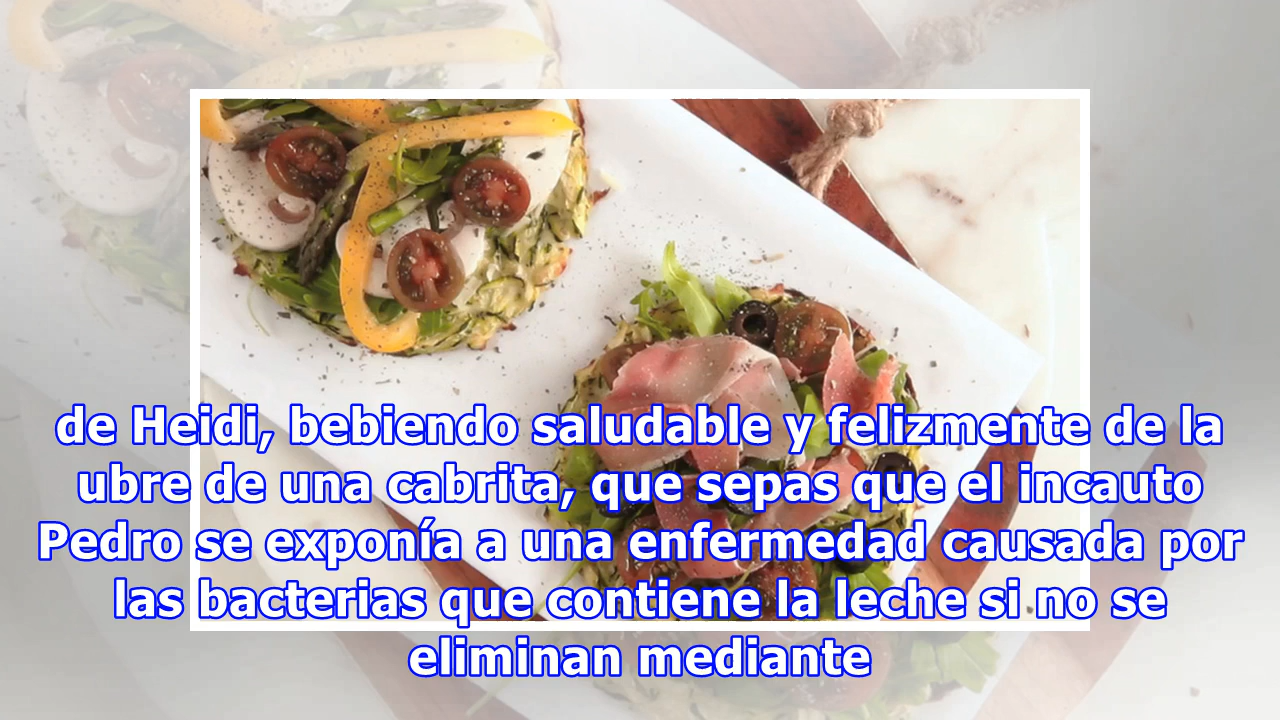 de Heidi, bebiendo saludable y felizmente de la
ubre de una cabrita, que sepas que el incauto
Pedro se exponía a una enfermedad causada por
las bacterias que contiene la leche si no se
eliminan mediante